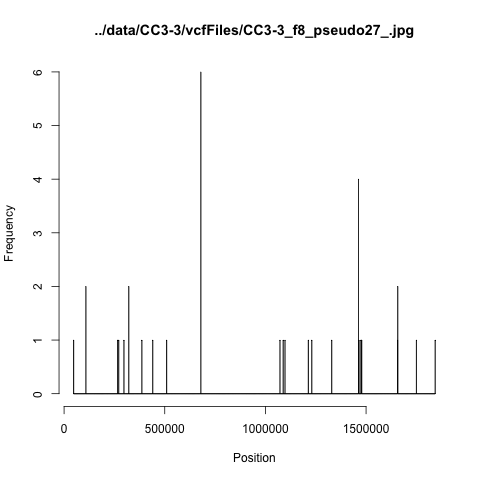 ../data/CC3-3/vcfFiles/CC3-3_f8_pseudo27_.jpg
6
5
4
3
2
1
0
Frequency
0 500000 1000000 1500000
Position